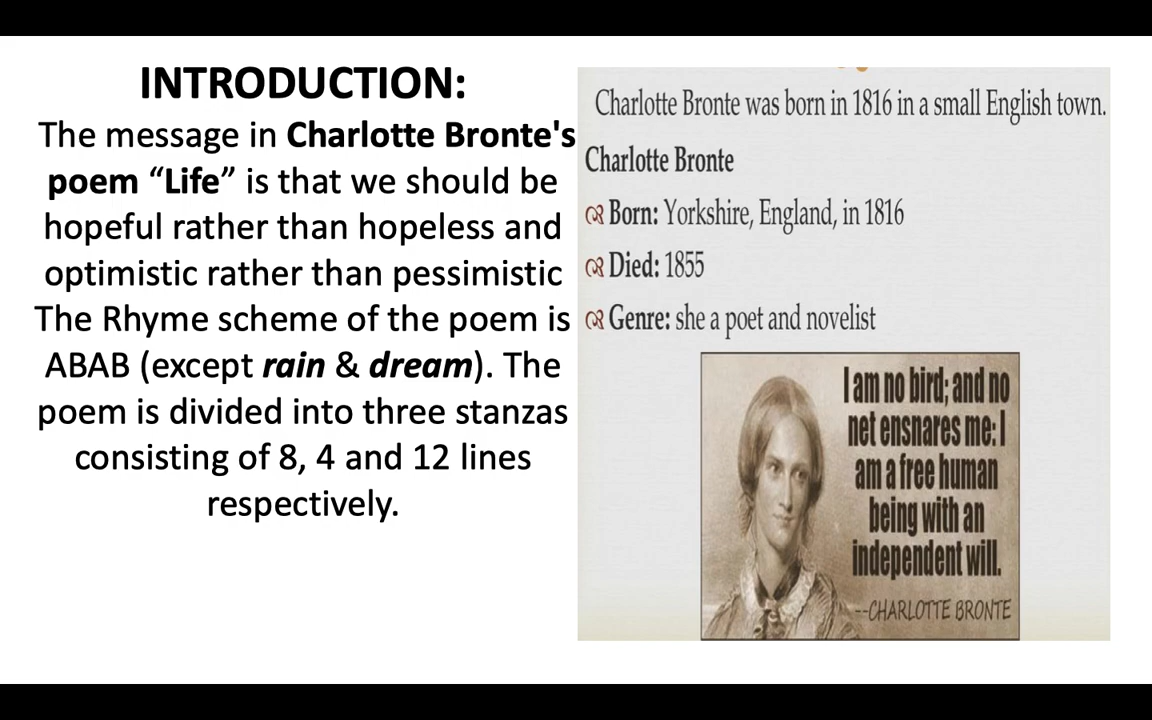 INTRODUCTION:
The message in Charlotte Bronte's
poem “Life” is that we should be
hopeful rather than hopeless and
optimistic rather than pessimistic
The Rhyme scheme of the poem is
ABAB (except rain & dream). The
poem is divided into three stanzas
consisting of 8, 4 and 12 lines
respectively.
Charlotte Bronte was born in 1816 in a small English town.
Charlotte Bronte
Born: Yorkshire, England, in 1816
Died: 1855
Genre: she a poet and novelist
I am no bird; and no
net ensnares me: I
am a free human
being with an
independent will.
--CHARLOTTE BRONTE